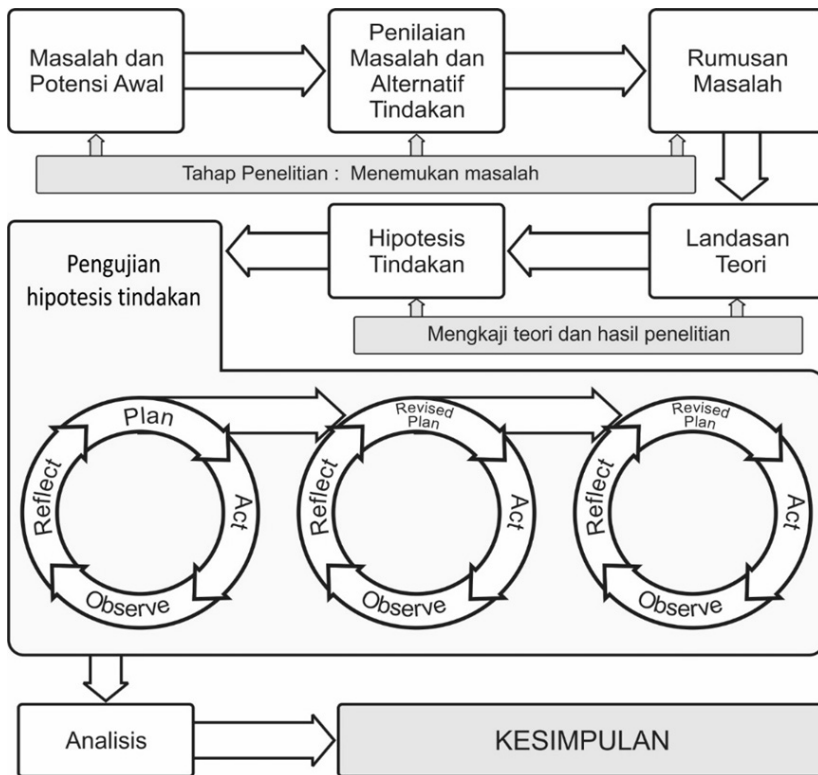 Masalah dan
Potensi Awal
Penilaian
Masalah dan
Alternatif
Tindakan
Rumusan
Masalah
Tahap Penelitian : Menemukan masalah
Hipotesis
Tindakan
Landasan
Teori
Mengkaji teori dan hasil penelitian
Pengujian
hipotesis tindakan
Plan
Act
Observe
Reflect
Revised
Plan
Act
Observe
Reflect
Revised
Plan
Act
Observe
Reflect
Analisis
KESIMPULAN